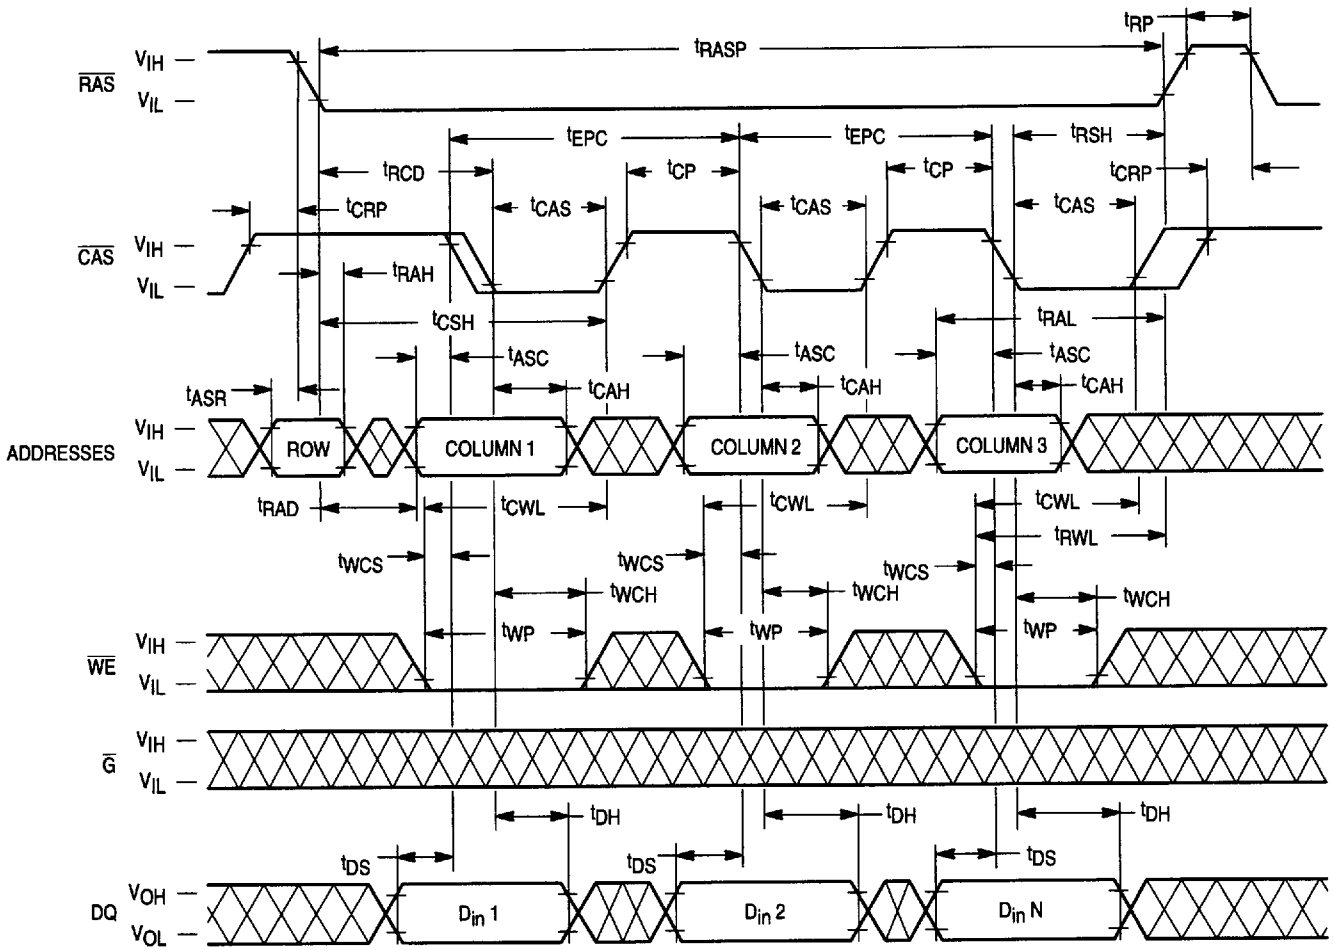 tRP
VIH
RAS
VIL
tRASP
tEPC
tEPC
tRSH
tRCD
tCP
tCP
tCRP
tCRP
tCAS
tCAS
tCAS
VIH
CAS
VIL
tRAH
tCSH
tRAL
tASC
tASC
tASC
tASR
tCAH
tCAH
tCAH
VIH
ADDRESSES
VIL
ROW
COLUMN 1
COLUMN 2
COLUMN 3
tRAD
tCWL
tCWL
tCWL
tRWL
tWCS
tWCS
tWCS
tWCH
tWCH
tWCH
tWP
tWP
tWP
VIH
WE
VIL
VIH
G
VIL
tDH
tDH
tDH
tDS
tDS
tDS
VOH
DQ
VOL
Din 1
Din 2
Din N